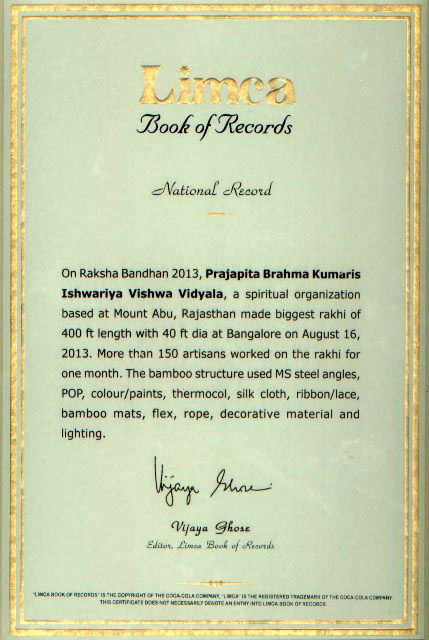 Limca
Book of Records
National Record
On Raksha Bandhan 2013, Prajapita Brahma Kumaris
Ishwariya Vishwa Vidyala, a spiritual organization
based at Mount Abu, Rajasthan made biggest rakhi of
400 ft length with 40 ft dia at Bangalore on August 16,
2013. More than 150 artisans worked on the rakhi for
one month. The bamboo structure used MS steel angles,
POP, colour/paints, thermocol, silk cloth, ribbon/lace,
bamboo mats, flex, rope, decorative material and
lighting.
Vijaya Ghose
Vijaya Ghose
Editor, Limca Book of Records
"LIMCA BOOK OF RECORDS" IS THE COPYRIGHT OF THE COCA-COLA COMPANY. "LIMCA" IS THE REGISTERED TRADEMARK OF THE COCA-COLA COMPANY.
THIS CERTIFICATE DOES NOT NECESSARILY DENOTE AN ENTRY INTO LIMCA BOOK OF RECORDS.